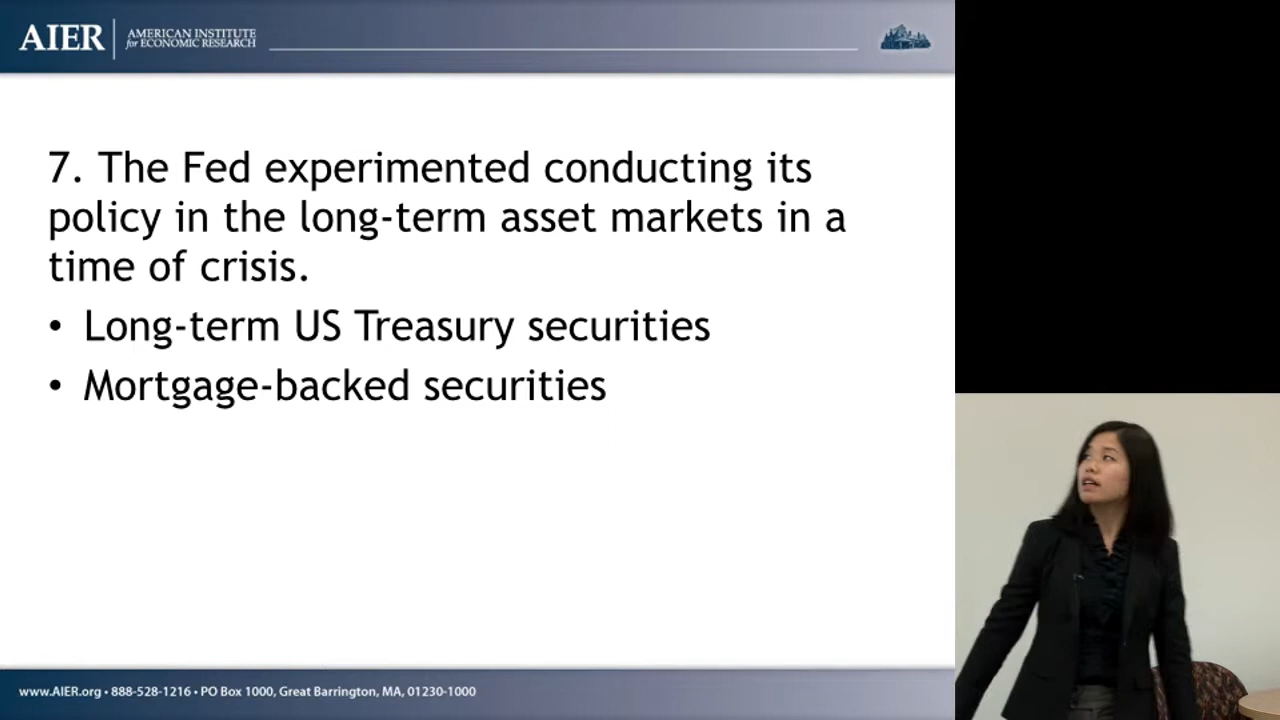 AIER
AMERICAN INSTITUTE
for ECONOMIC RESEARCH
7. The Fed experimented conducting its
policy in the long-term asset markets in a
time of crisis.
• Long-term US Treasury securities
• Mortgage-backed securities
www.AIER.org • 888-528-1216 • PO Box 1000, Great Barrington, MA, 01230-1000